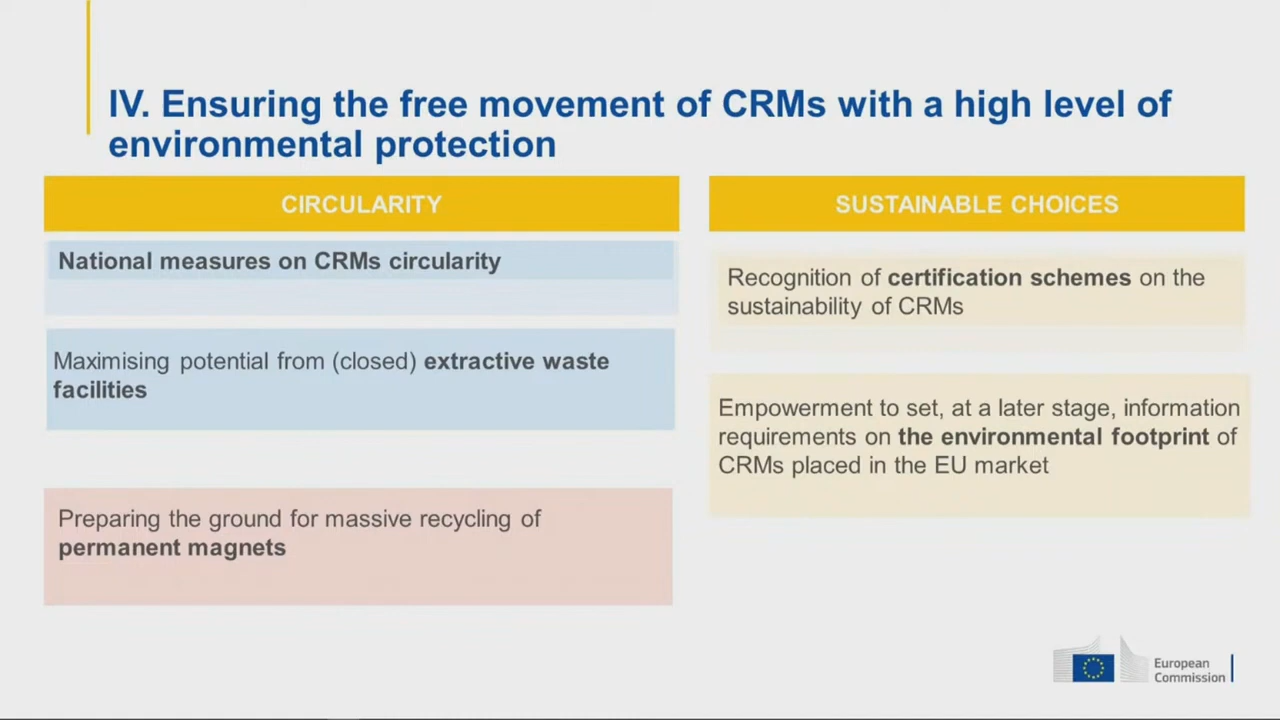 IV. Ensuring the free movement of CRMs with a high level of
environmental protection
CIRCULARITY
National measures on CRMs circularity
Maximising potential from (closed) extractive waste
facilities
Preparing the ground for massive recycling of
permanent magnets
SUSTAINABLE CHOICES
Recognition of certification schemes on the
sustainability of CRMs
Empowerment to set, at a later stage, information
requirements on the environmental footprint of
CRMs placed in the EU market
European
Commission